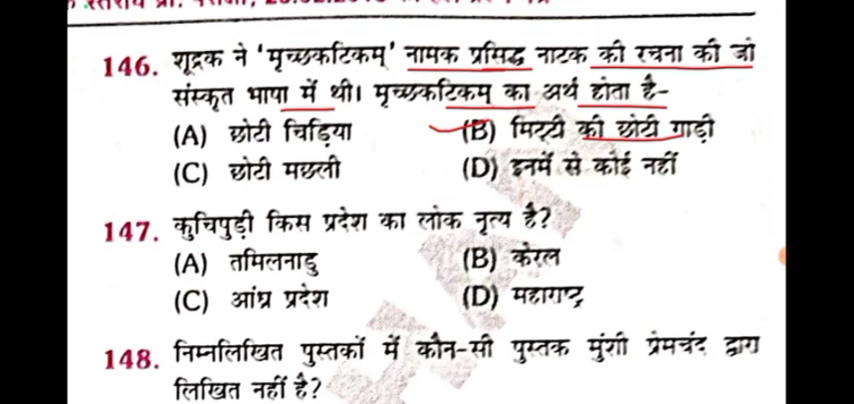 146. शूद्रक ने 'मृच्छकटिकम्' नामक प्रसिद्ध नाटक की रचना की जो
संस्कृत भाषा में थी। मृच्छकटिकम् का अर्थ होता है-
(A) छोटी चिड़िया (B) मिट्टी की छोटी गाड़ी
(C) छोटी मछली (D) इनमें से कोई नहीं
147. कुचिपुड़ी किस प्रदेश का लोक नृत्य है?
(A) तमिलनाडु (B) केरल
(C) आंध्र प्रदेश (D) महाराष्ट्र
148. निम्नलिखित पुस्तकों में कौन-सी पुस्तक मुंशी प्रेमचंद द्वारा
लिखित नहीं है?